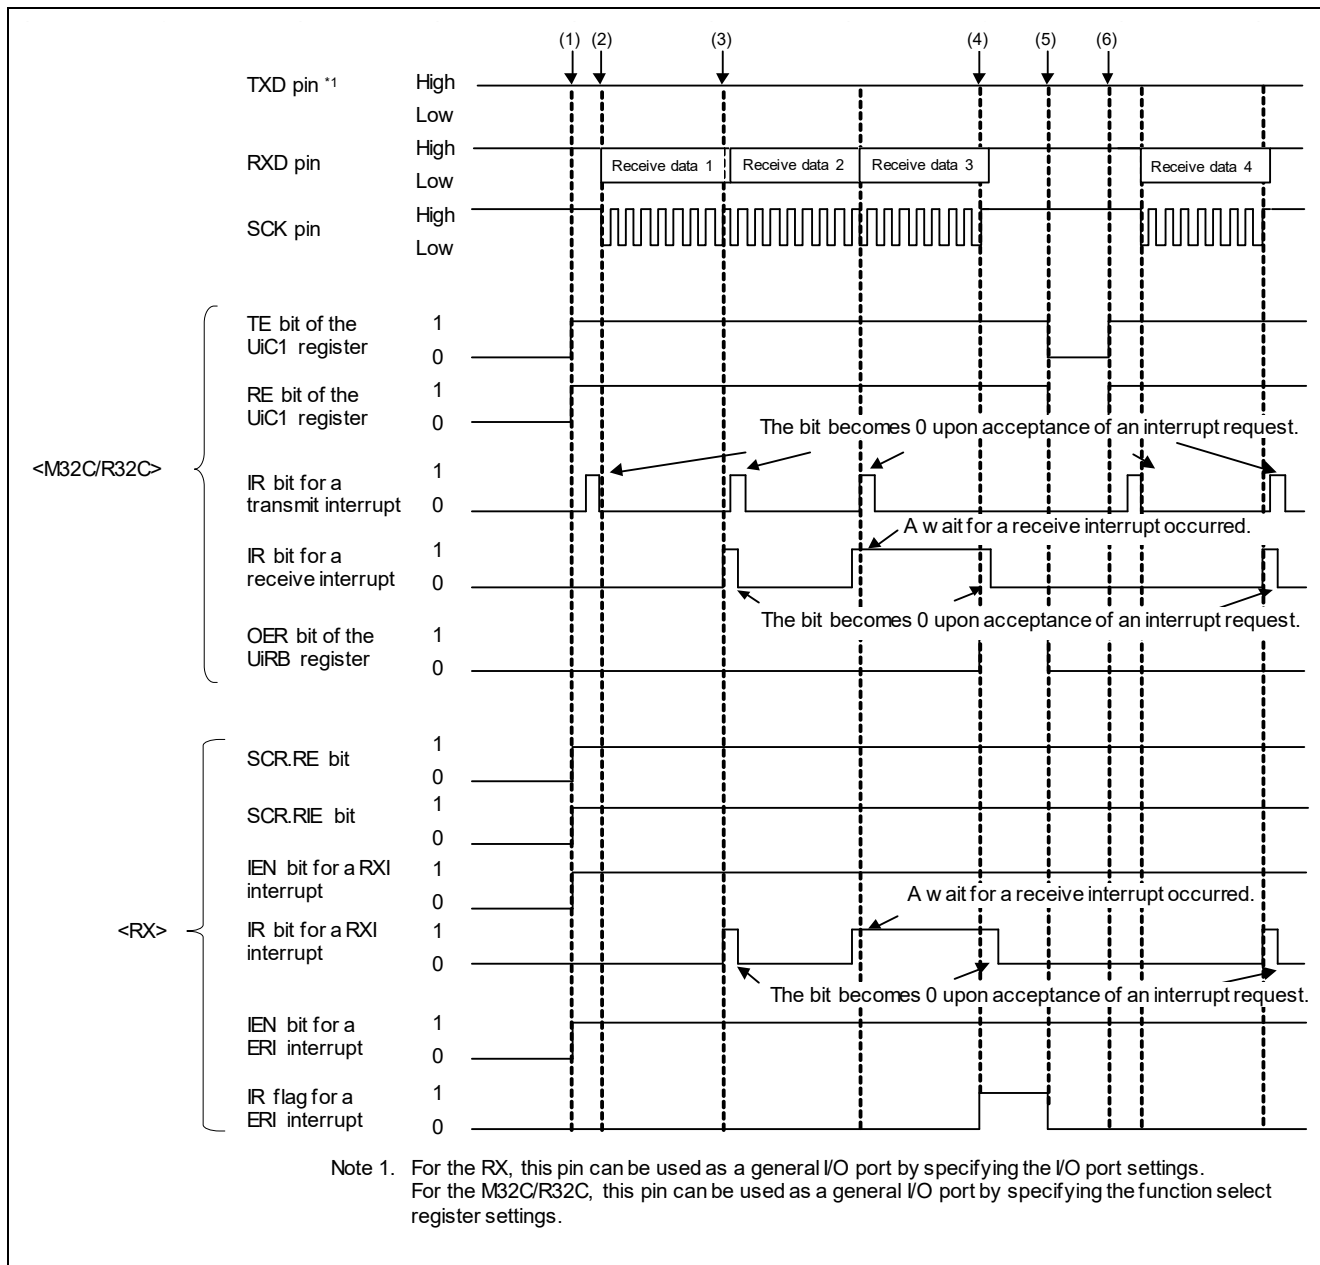 (1) (2) (3) (4) (5) (6)
TXD pin *1 High
Low
RXD pin High
Low
Receive data 1 Receive data 2 Receive data 3 Receive data 4
SCK pin High
Low
<M32C/R32C>
TE bit of the 1
UiC1 register 0
RE bit of the 1
UiC1 register 0
The bit becomes 0 upon acceptance of an interrupt request.
IR bit for a 1
transmit interrupt 0
A wait for a receive interrupt occurred.
IR bit for a 1
receive interrupt 0
The bit becomes 0 upon acceptance of an interrupt request.
OER bit of the 1
UiRB register 0
<RX>
SCR.RE bit 1
0
SCR.RIE bit 1
0
IEN bit for a RXI 1
interrupt 0
A wait for a receive interrupt occurred.
IR bit for a RXI 1
interrupt 0
The bit becomes 0 upon acceptance of an interrupt request.
IEN bit for a 1
ERI interrupt 0
IR flag for a 1
ERI interrupt 0
Note 1. For the RX, this pin can be used as a general I/O port by specifying the I/O port settings.
For the M32C/R32C, this pin can be used as a general I/O port by specifying the function select
register settings.